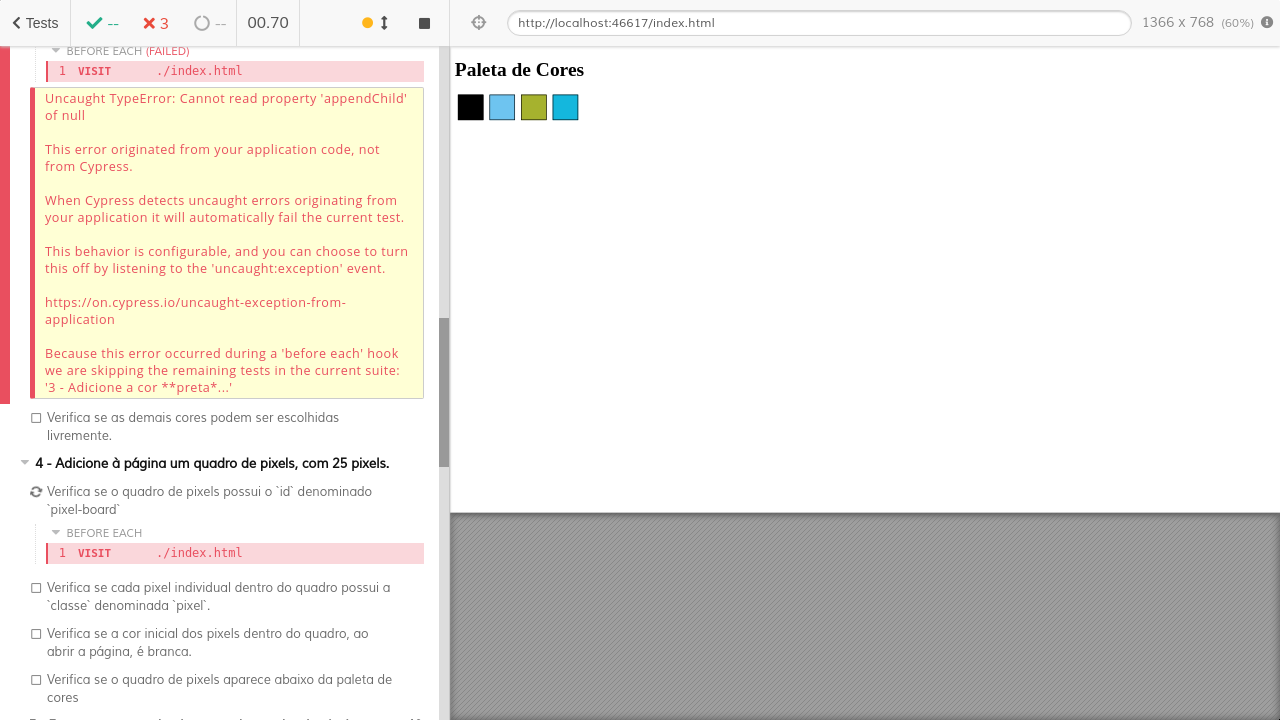 Tests
--
3
--
00.70
http://localhost:46617/index.html
1366 x 768 (60%)
BEFORE EACH (FAILED)
1 VISIT ./index.html
Uncaught TypeError: Cannot read property 'appendChild'
of null
This error originated from your application code, not
from Cypress.
When Cypress detects uncaught errors originating from
your application it will automatically fail the current test.
This behavior is configurable, and you can choose to turn
this off by listening to the 'uncaught:exception' event.
https://on.cypress.io/uncaught-exception-from-
application
Because this error occurred during a 'before each' hook
we are skipping the remaining tests in the current suite:
'3 - Adicione a cor **preta*...'
Verifica se as demais cores podem ser escolhidas
livremente.
4 - Adicione à página um quadro de pixels, com 25 pixels.
Verifica se o quadro de pixels possui o `id` denominado
`pixel-board`
BEFORE EACH
1 VISIT ./index.html
Verifica se cada pixel individual dentro do quadro possui a
`classe` denominada `pixel`.
Verifica se a cor inicial dos pixels dentro do quadro, ao
abrir a página, é branca.
Verifica se o quadro de pixels aparece abaixo da paleta de
cores
Paleta de Cores